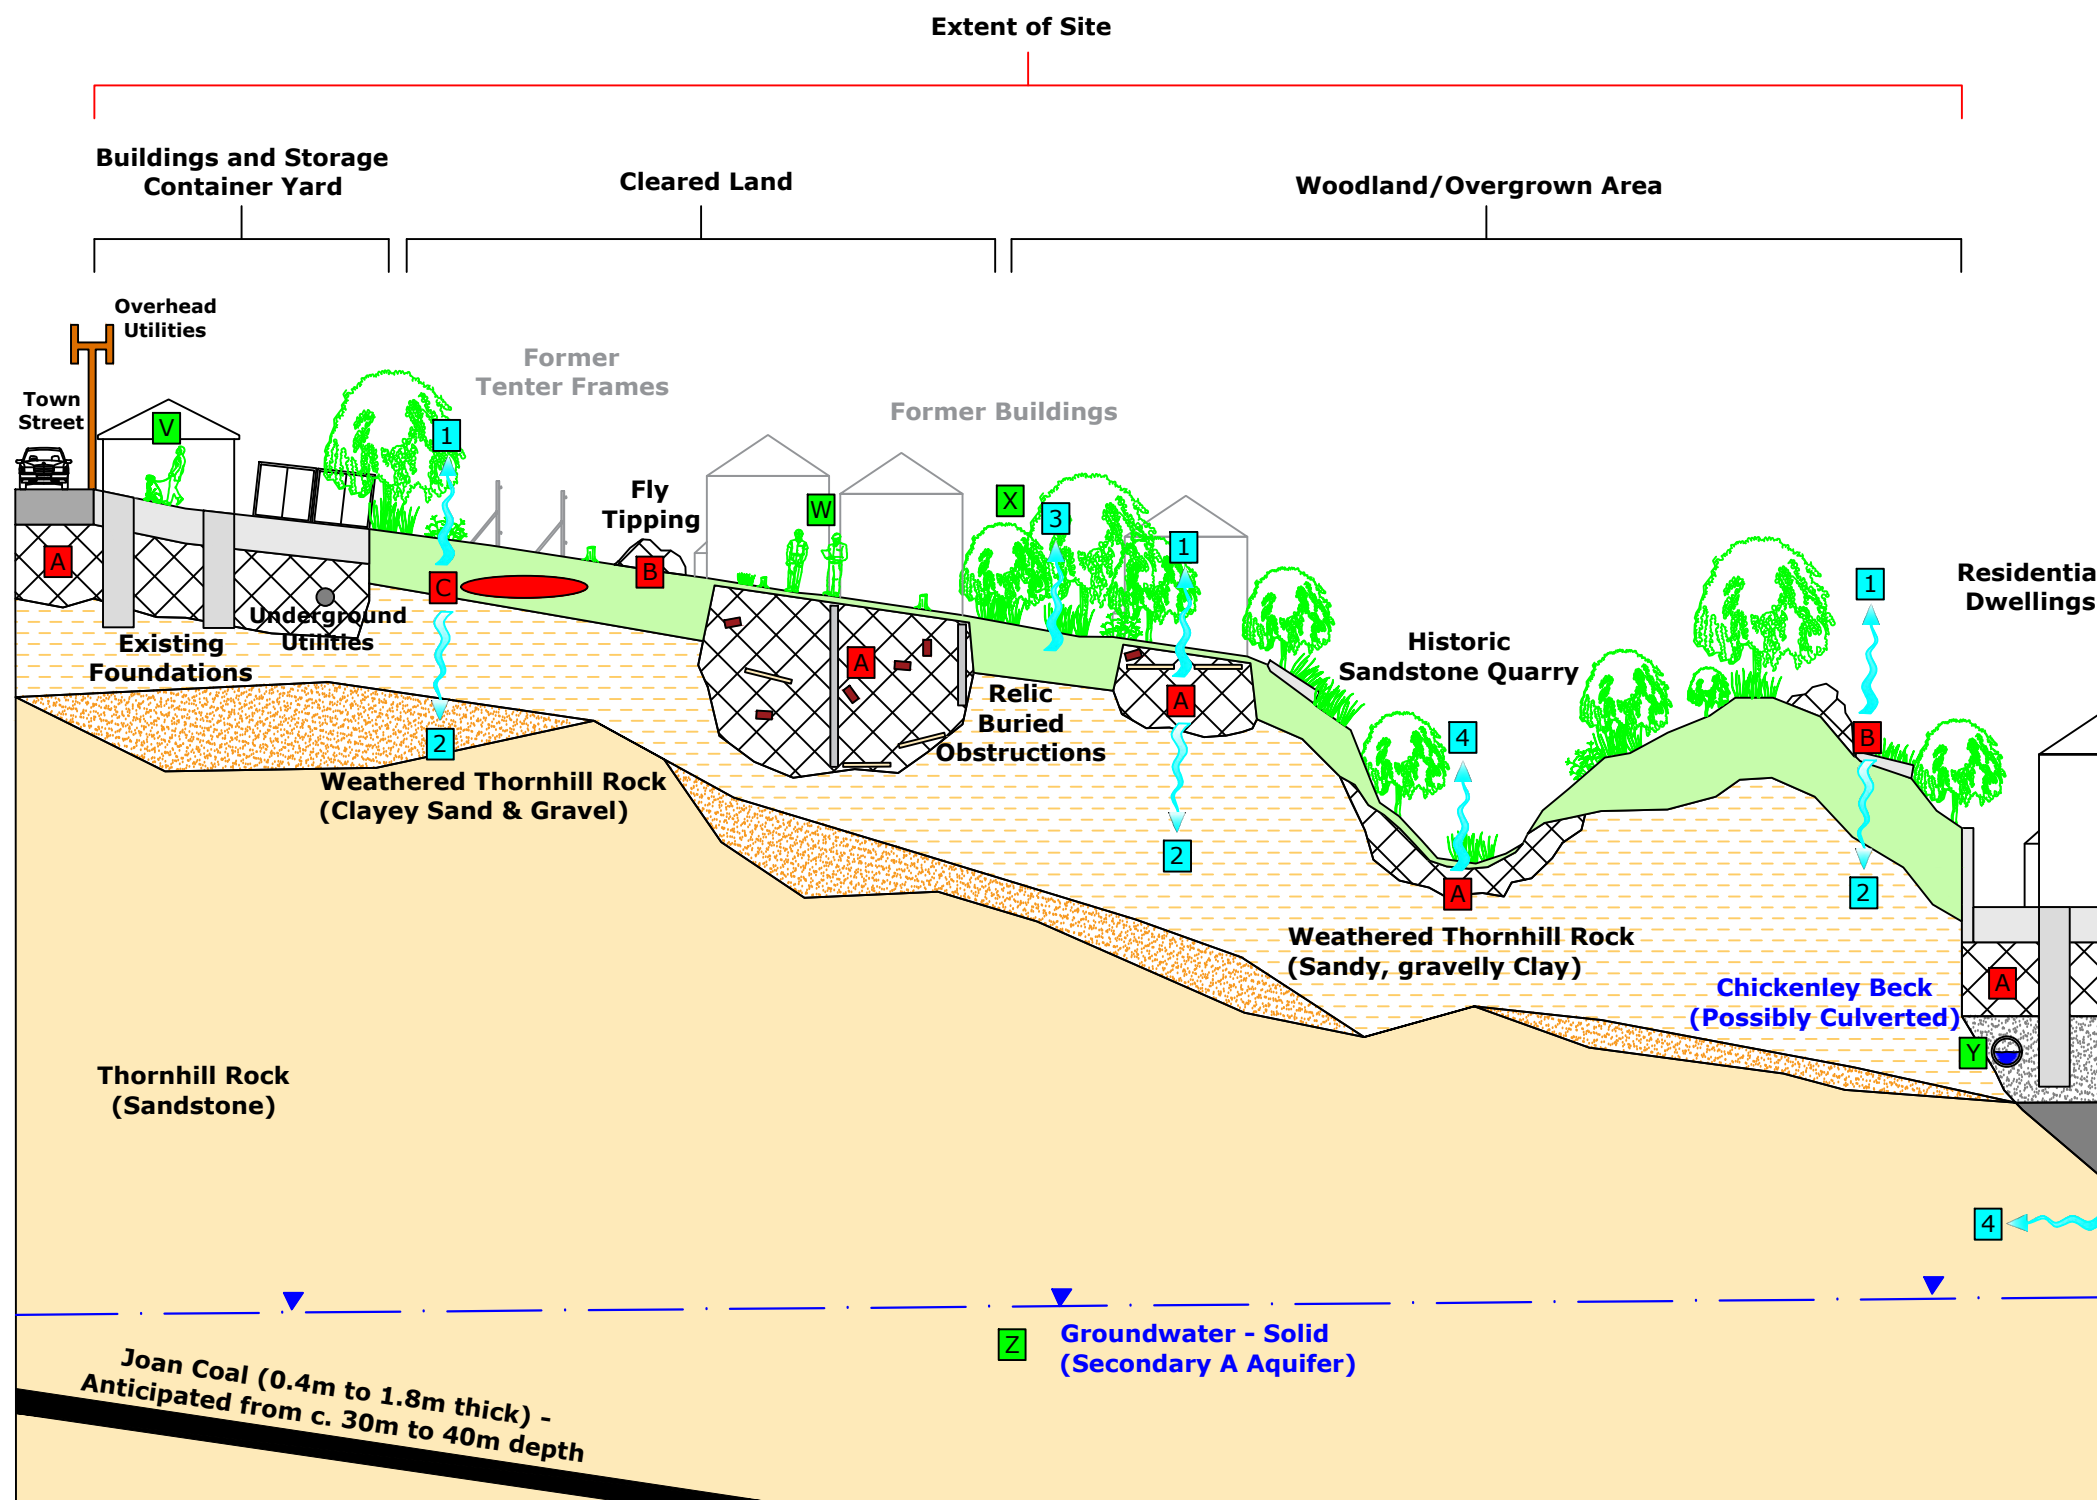 Extent of Site
Buildings and Storage
Container Yard
Cleared Land
Woodland/Overgrown Area
Overhead
Utilities
Town
Street
Former
Tenter Frames
Former Buildings
V
1
Fly
Tipping
W
X
3
1
A
C
B
Underground
Utilities
Existing
Foundations
A
Relic
Buried
Obstructions
A
Historic
Sandstone Quarry
1
Residentia
Dwellings
2
Weathered Thornhill Rock
(Clayey Sand & Gravel)
4
B
2
A
2
Weathered Thornhill Rock
(Sandy, gravelly Clay)
Chickenley Beck
(Possibly Culverted)
A
Y
Thornhill Rock
(Sandstone)
4
Z
Groundwater - Solid
(Secondary A Aquifer)
Joan Coal (0.4m to 1.8m thick) -
Anticipated from c. 30m to 40m depth